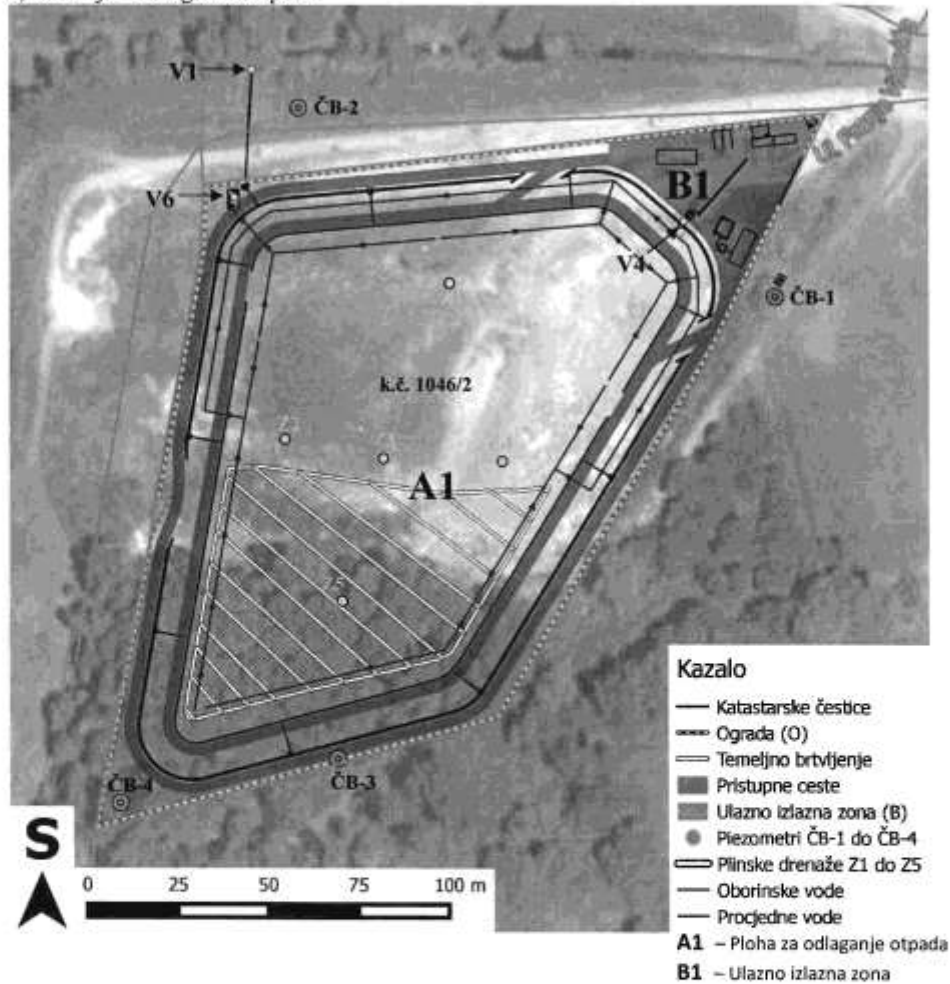 V1
ČB-2
V6
B1
V4
ČB-1
k.č. 1046/2
A1
ČB-3
ČB-4
S
0 25 50 75 100 m
Kazalo
Katastarske čestice
Ograda (O)
Temeljno brtvljenje
Pristupne ceste
Ulazno izlazna zona (B)
Piezometri ČB-1 do ČB-4
Plinske drenaže Z1 do Z5
Oborinske vode
Procjedne vode
A1 – Ploha za odlaganje otpada
B1 – Ulazno izlazna zona